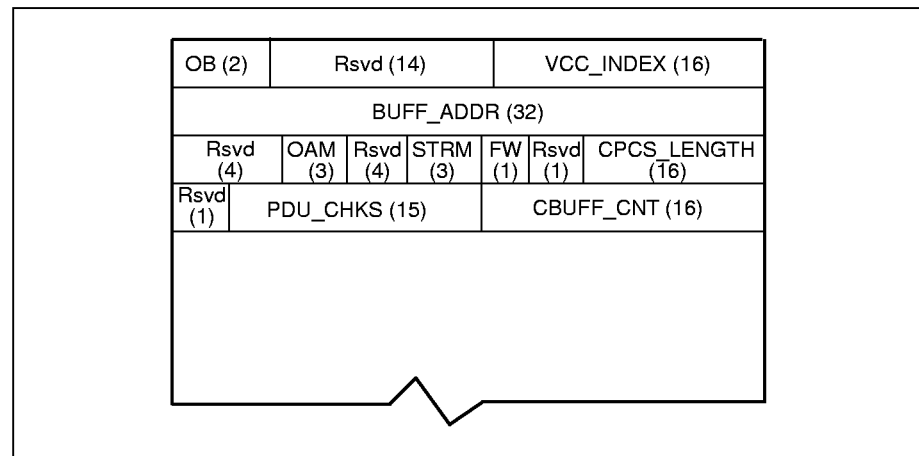 OB (2) Rsvd (14) VCC_INDEX (16)
BUFF_ADDR (32)
Rsvd OAM Rsvd STRM FW Rsvd CPCS_LENGTH
(4) (3) (4) (3) (1) (1) (16)
Rsvd
(1) PDU_CHKS (15) CBUFF_CNT (16)